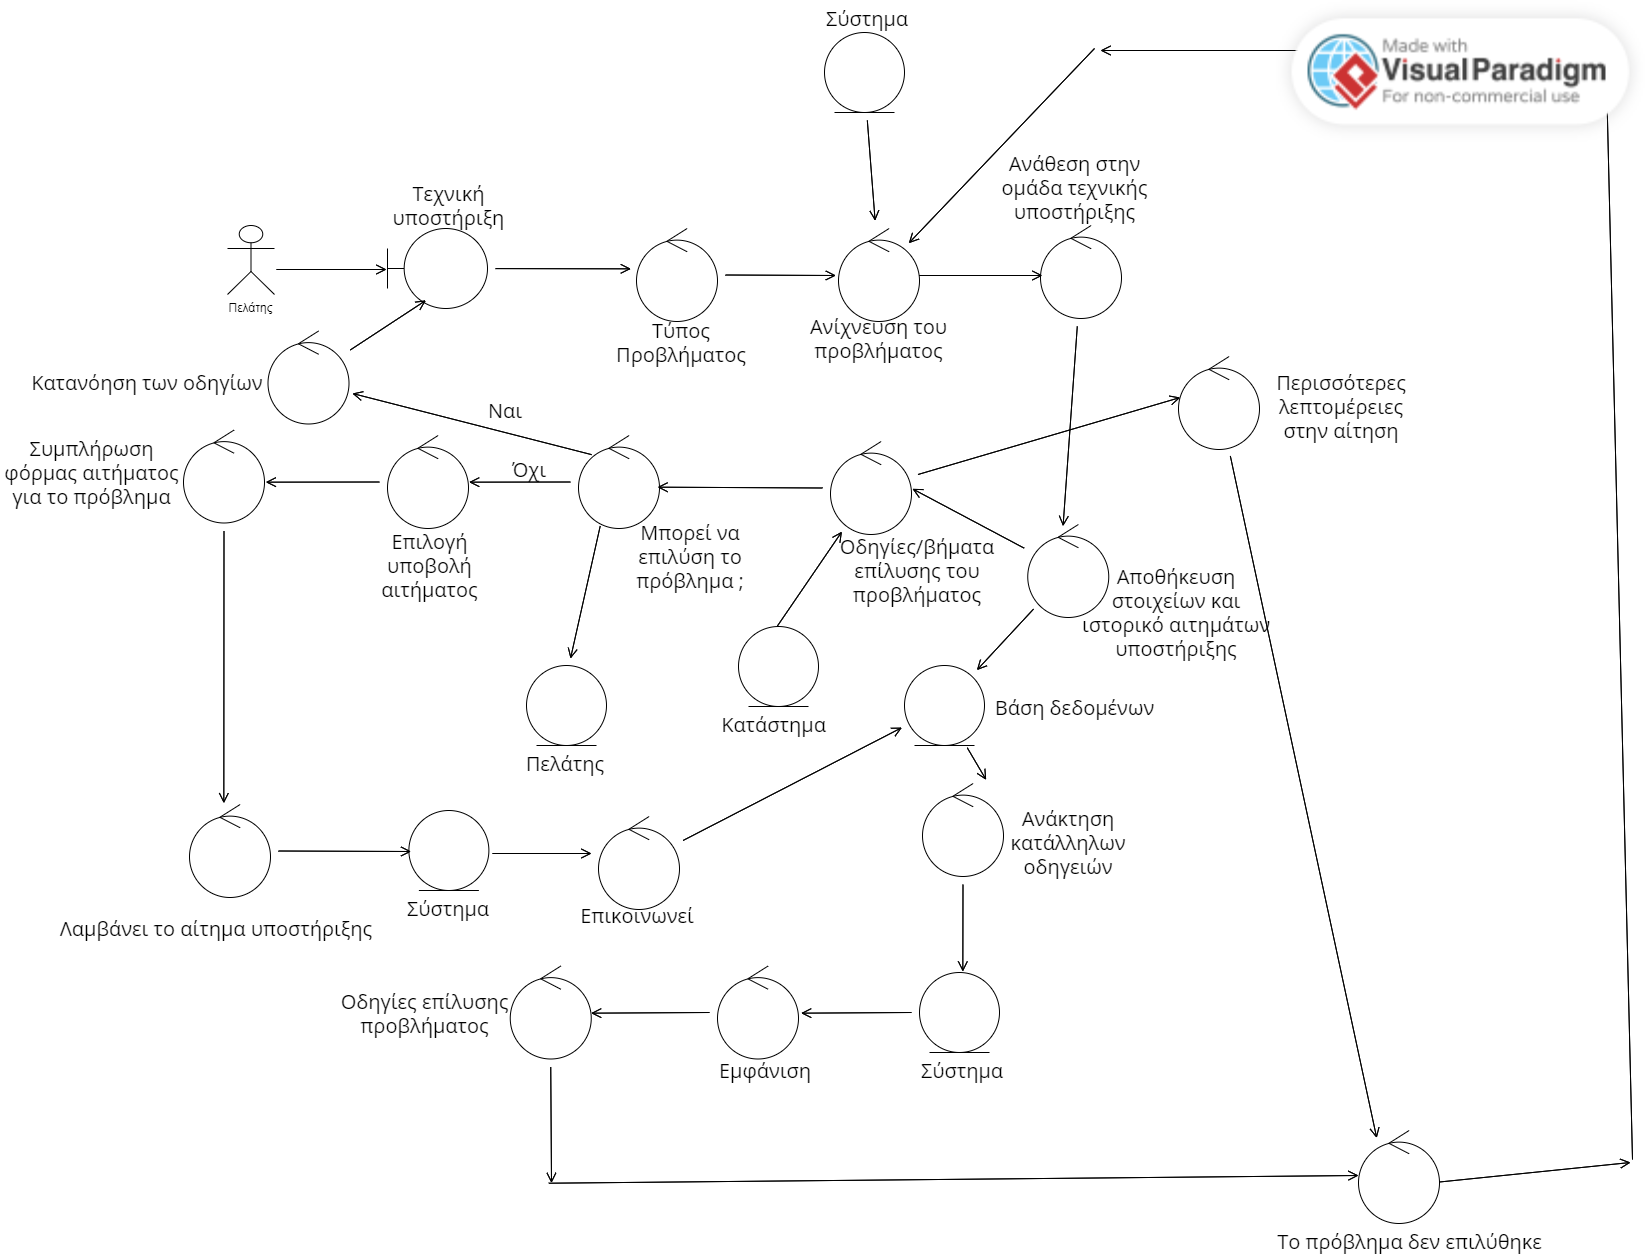 Σύστημα
Made with
Visual Paradigm
For non-commercial use
Ανάθεση στην
ομάδα τεχνικής
υποστήριξης
Τεχνική
υποστήριξη
Πελάτης
Τύπος
Προβλήματος
Ανίχνευση του
προβλήματος
Κατανόηση των οδηγίων
Περισσότερες
λεπτομέρειες
στην αίτηση
Ναι
Συμπλήρωση
φόρμας αιτήματος
για το πρόβλημα
Όχι
Επιλογή
υποβολή
αιτήματος
Μπορεί να
επιλύση το
πρόβλημα ;
Οδηγίες/βήματα
επίλυσης του
προβλήματος
Αποθήκευση
στοιχείων και
ιστορικό αιτημάτων
υποστήριξης
Πελάτης
Κατάστημα
Βάση δεδομένων
Ανάκτηση
κατάλληλων
οδηγειών
Λαμβάνει το αίτημα υποστήριξης
Σύστημα
Επικοινωνεί
Οδηγίες επίλυσης
προβλήματος
Εμφάνιση
Σύστημα
Το πρόβλημα δεν επιλύθηκε